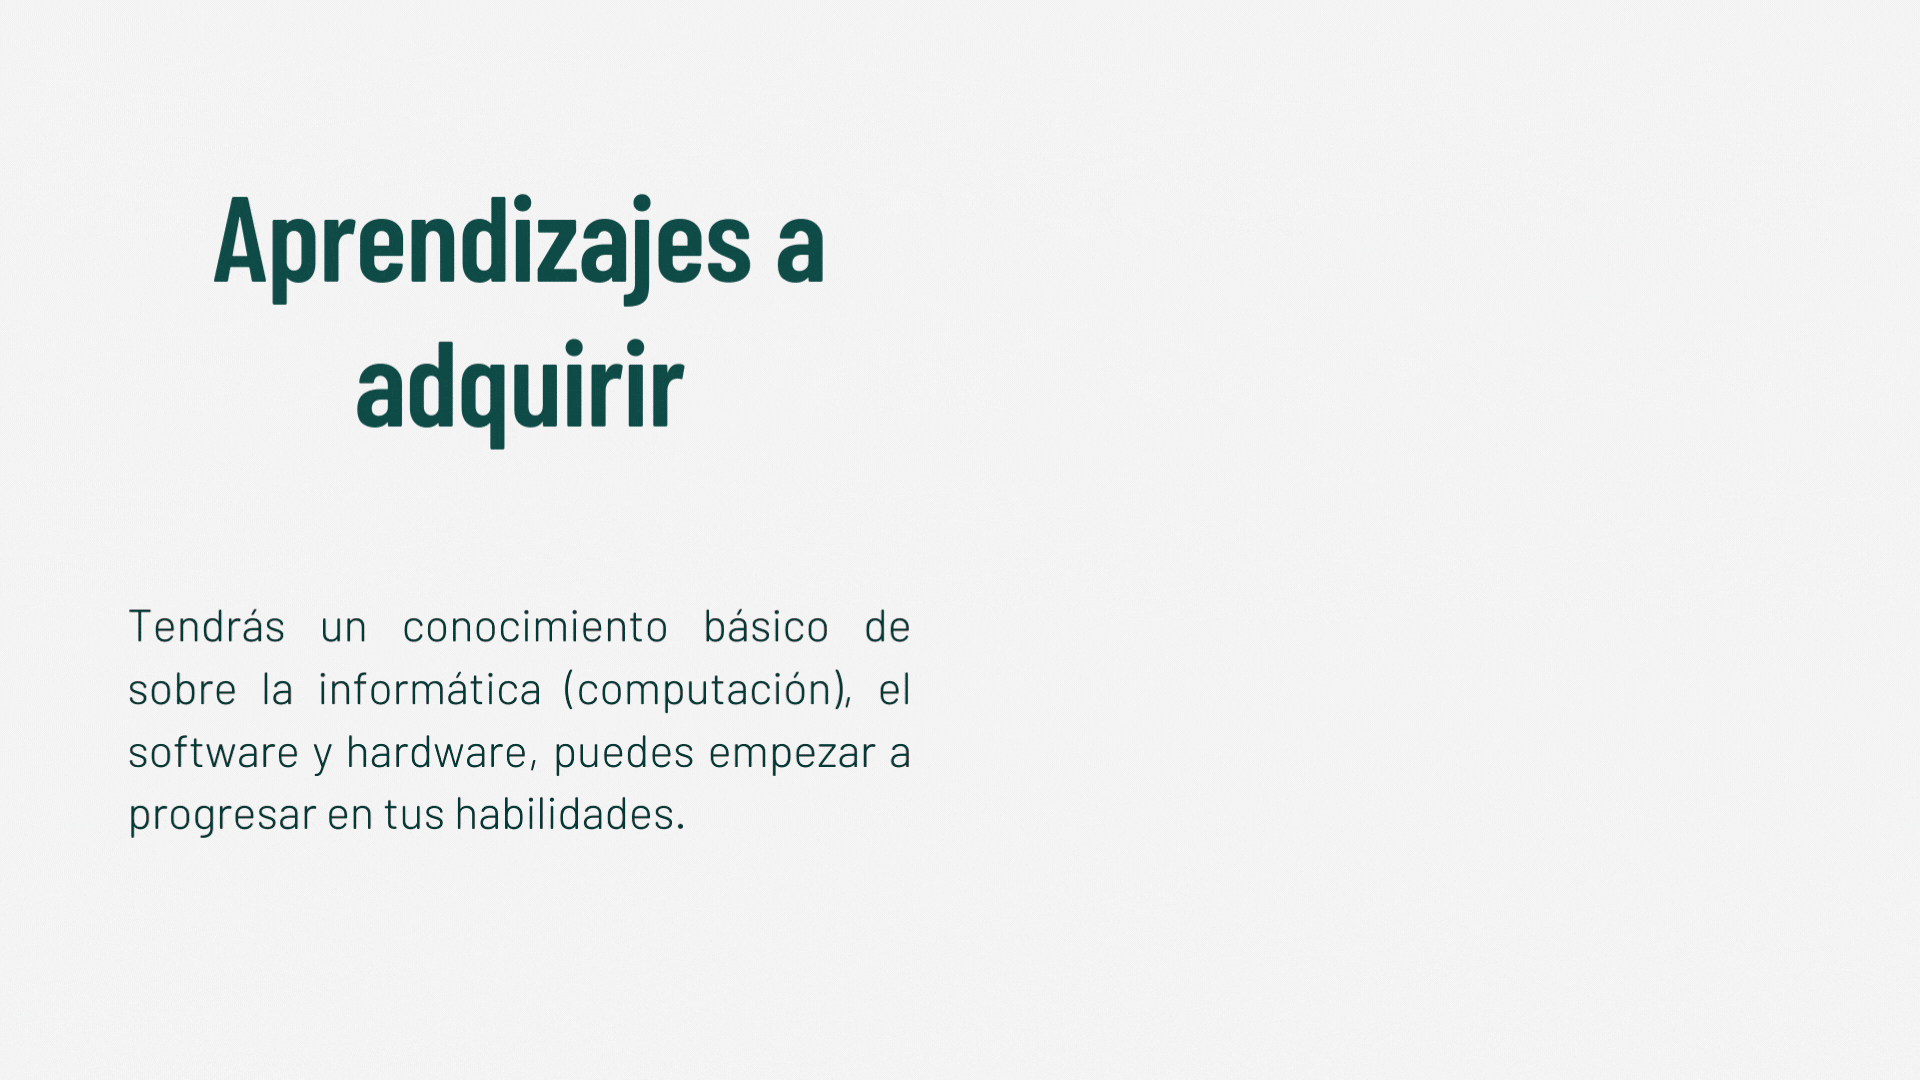 Aprendizajes a
adquirir
Tendrás un conocimiento básico de
sobre la informática (computación), el
software y hardware, puedes empezar a
progresar en tus habilidades.